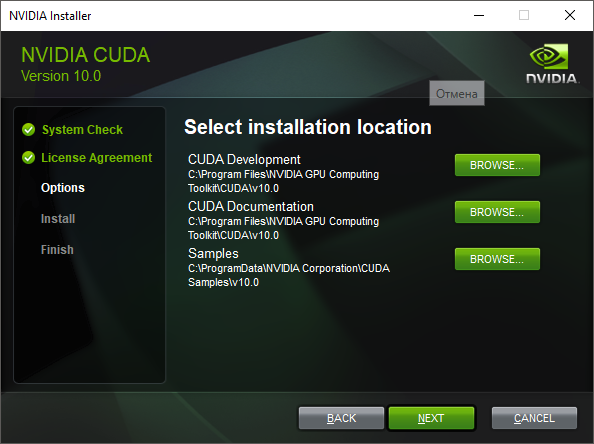 NVIDIA Installer
NVIDIA CUDA
Version 10.0
NVIDIA.
Отмена
System Check
License Agreement
Options
Install
Finish
Select installation location
CUDA Development
C:\Program Files\NVIDIA GPU Computing
Toolkit\CUDA\v10.0
BROWSE...
CUDA Documentation
C:\Program Files\NVIDIA GPU Computing
Toolkit\CUDA\v10.0
BROWSE...
Samples
C:\ProgramData\NVIDIA Corporation\CUDA
Samples\v10.0
BROWSE...
BACK
NEXT
CANCEL